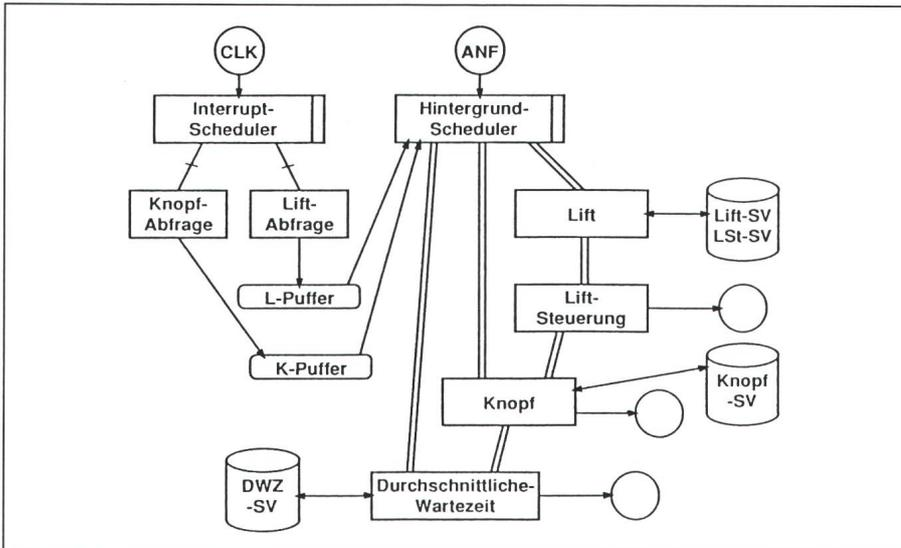 CLK
ANF
Interrupt-
Scheduler
Hintergrund-
Scheduler
Knopf-
Abfrage
Lift-
Abfrage
Lift
Lift-SV
LSt-SV
L-Puffer
Lift-
Steuerung
K-Puffer
Knopf
Knopf
-SV
DWZ
-SV
Durchschnittliche-
Wartezeit